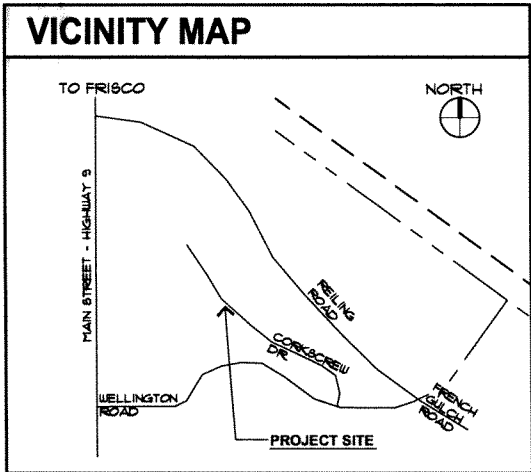 VICINITY MAP
TO FRISCO
NORTH
MAIN STREET - HIGHWAY 9
REILING
ROAD
CORKSCREW
DR.
WELLINGTON
ROAD
FRENCH
GULCH
ROAD
PROJECT SITE